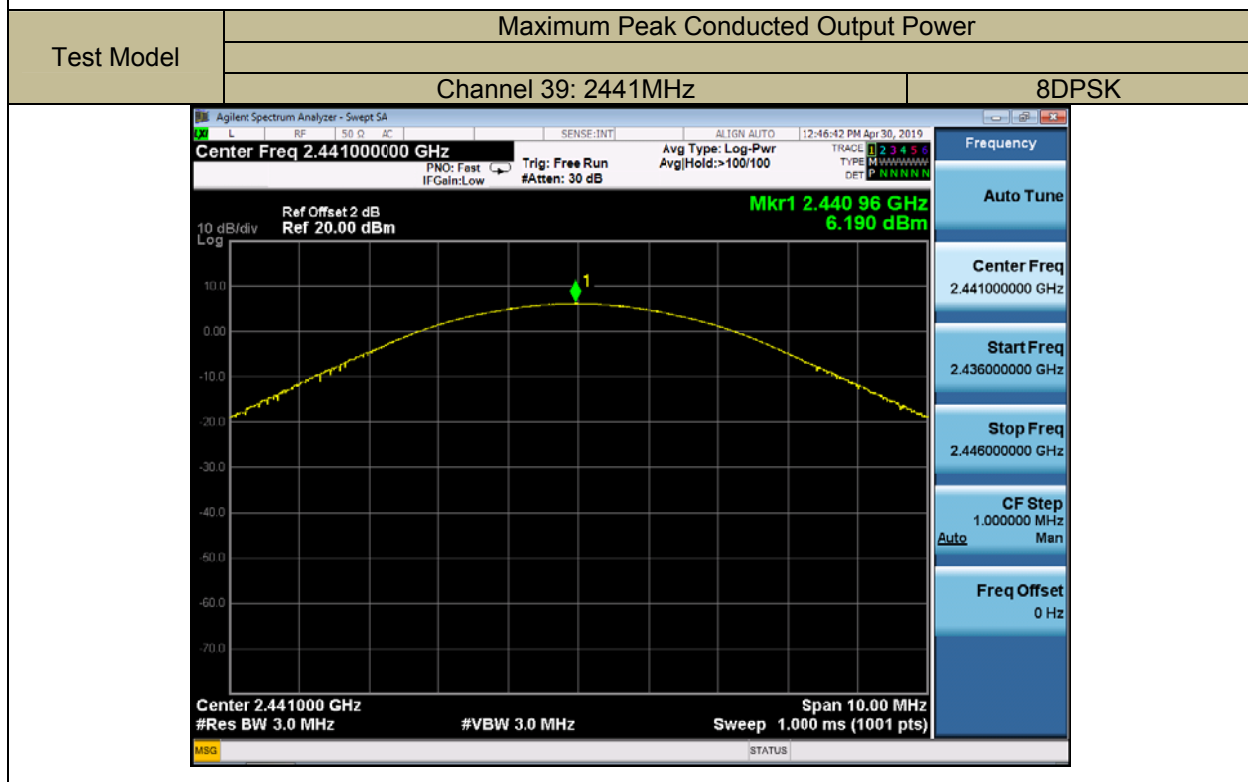 Test Model
Maximum Peak Conducted Output Power
Channel 39: 2441MHz
8DPSK
Agilent Spectrum Analyzer - Swept SA
LXI L RF 50 Ω AC SENSE:INT ALIGN AUTO 12:46:42 PM Apr 30, 2019
Center Freq 2.441000000 GHz
PNO: Fast
IFGain:Low
Trig: Free Run
#Atten: 30 dB
Avg Type: Log-Pwr
Avg|Hold:>100/100
TRACE 1 2 3 4 5 6
TYPE M WWWWW
DET P N N N N N
Mkr1 2.440 96 GHz
6.190 dBm
Ref Offset 2 dB
10 dB/div Ref 20.00 dBm
Log
1
10.0
0.00
-10.0
-20.0
-30.0
-40.0
-50.0
-60.0
-70.0
Center 2.441000 GHz
Span 10.00 MHz
#Res BW 3.0 MHz
#VBW 3.0 MHz
Sweep 1.000 ms (1001 pts)
MSG
STATUS
Frequency
Auto Tune
Center Freq
2.441000000 GHz
Start Freq
2.436000000 GHz
Stop Freq
2.446000000 GHz
CF Step
1.000000 MHz
Auto Man
Freq Offset
0 Hz